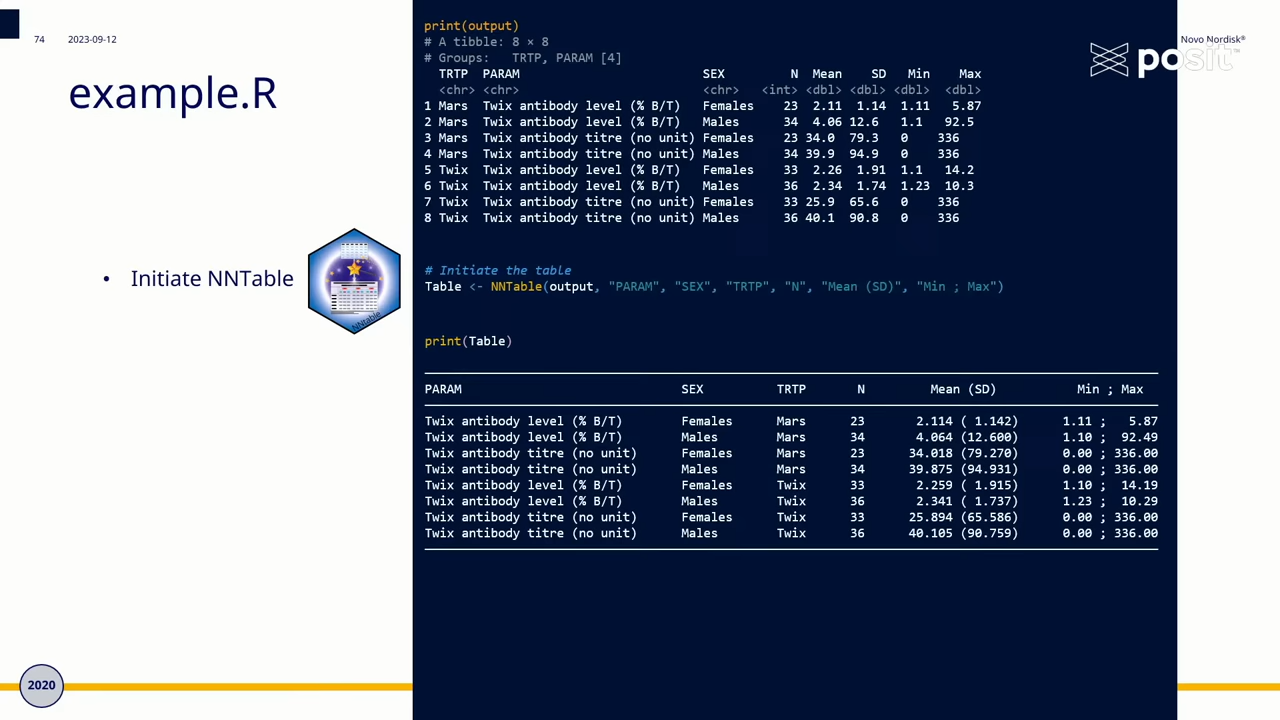 74 2023-09-12
Novo Nordisk®
posit
example.R
• Initiate NNTable
NNtable
2020
print(output)
# A tibble: 8 × 8
# Groups:   TRTP, PARAM [4]
  TRTP  PARAM                        SEX         N  Mean    SD   Min    Max
  <chr> <chr>                        <chr>   <int> <dbl> <dbl> <dbl>  <dbl>
1 Mars  Twix antibody level (% B/T)  Females    23  2.11  1.14  1.11   5.87
2 Mars  Twix antibody level (% B/T)  Males      34  4.06 12.6   1.1   92.5
3 Mars  Twix antibody titre (no unit) Females    23 34.0  79.3   0    336
4 Mars  Twix antibody titre (no unit) Males      34 39.9  94.9   0    336
5 Twix  Twix antibody level (% B/T)  Females    33  2.26  1.91  1.1   14.2
6 Twix  Twix antibody level (% B/T)  Males      36  2.34  1.74  1.23  10.3
7 Twix  Twix antibody titre (no unit) Females    33 25.9  65.6   0    336
8 Twix  Twix antibody titre (no unit) Males      36 40.1  90.8   0    336
# Initiate the table
Table <- NNTable(output, "PARAM", "SEX", "TRTP", "N", "Mean (SD)", "Min ; Max")
print(Table)
PARAM SEX TRTP N Mean (SD) Min ; Max
Twix antibody level (% B/T) Females Mars 23 2.114 ( 1.142) 1.11 ;   5.87
Twix antibody level (% B/T) Males Mars 34 4.064 (12.600) 1.10 ;  92.49
Twix antibody titre (no unit) Females Mars 23 34.018 (79.270) 0.00 ; 336.00
Twix antibody titre (no unit) Males Mars 34 39.875 (94.931) 0.00 ; 336.00
Twix antibody level (% B/T) Females Twix 33 2.259 ( 1.915) 1.10 ;  14.19
Twix antibody level (% B/T) Males Twix 36 2.341 ( 1.737) 1.23 ;  10.29
Twix antibody titre (no unit) Females Twix 33 25.894 (65.586) 0.00 ; 336.00
Twix antibody titre (no unit) Males Twix 36 40.105 (90.759) 0.00 ; 336.00